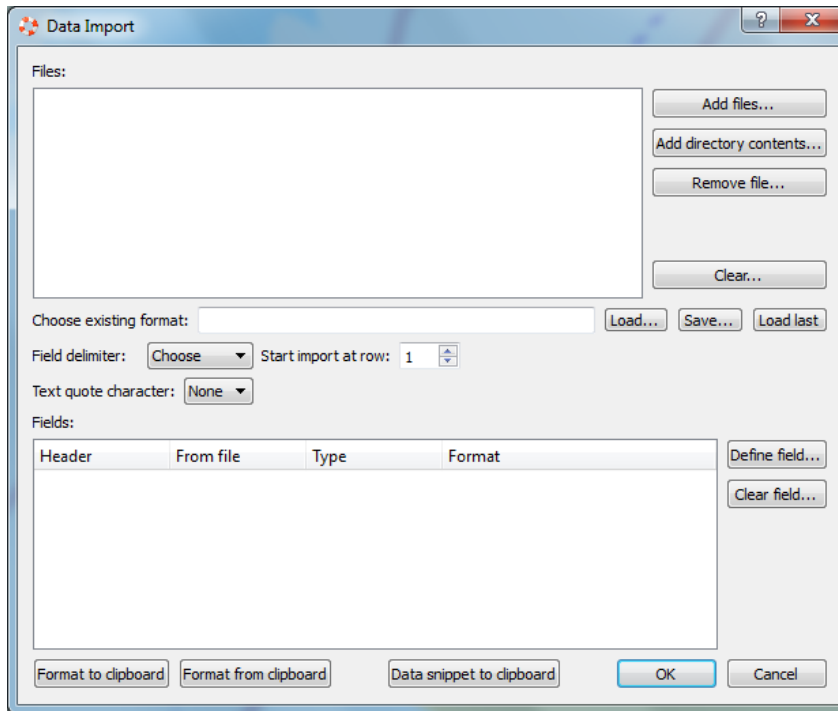 Data Import
Files:
Add files...
Add directory contents...
Remove file...
Clear...
Choose existing format: Load... Save... Load last
Field delimiter: Choose Start import at row: 1
Text quote character: None
Fields:
Header From file Type Format Define field...
Clear field...
Format to clipboard Format from clipboard Data snippet to clipboard OK Cancel